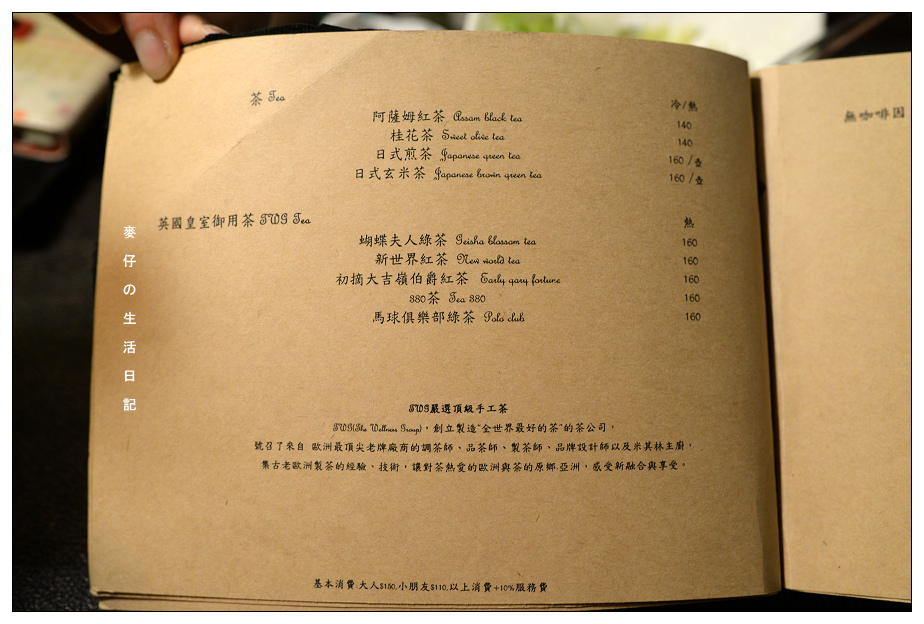 茶 Tea
冷/熱
阿薩姆紅茶 Assam black tea 140
桂花茶 Sweet olive tea 140
日式煎茶 Japanese green tea 160 /壺
日式玄米茶 Japanese brown green tea 160 /壺
英國皇室御用茶 TWG Tea 熱
蝴蝶夫人綠茶 Geisha blossom tea 160
新世界紅茶 New world tea 160
初摘大吉嶺伯爵紅茶 Early gary fortune 160
380茶 Tea 380 160
馬球俱樂部綠茶 Polo club 160
TWG嚴選頂級手工茶
TWG(The Wellness Group)，創立製造"全世界最好的茶"的茶公司，
號召了來自 歐洲最頂尖老牌廠商的調茶師、品茶師、製茶師、品牌設計師以及米其林主廚，
集古老歐洲製茶的經驗、技術，讓對茶熱愛的歐洲與茶的原鄉-亞洲，感受新融合與享受。
基本消費,大人$150,小朋友$110,以上消費+10%服務費
無咖啡因
麥仔の生活日記